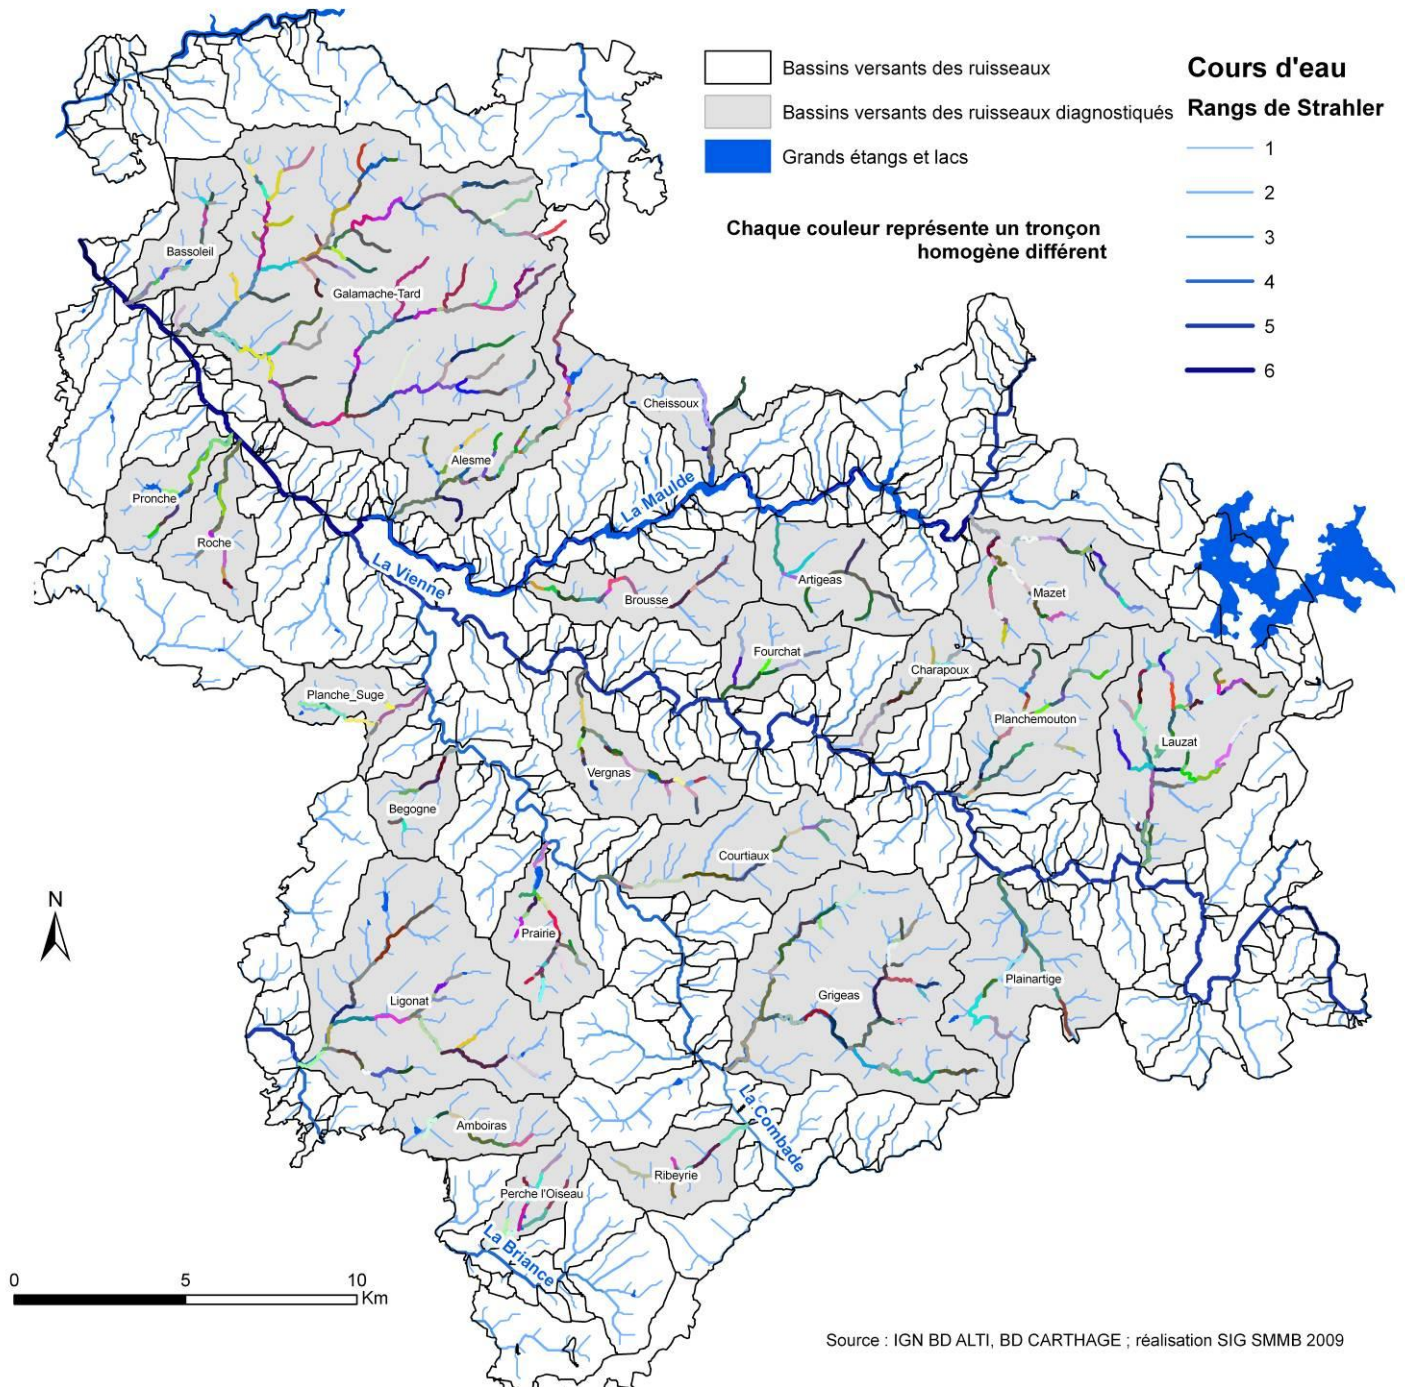 Bassins versants des ruisseaux
Bassins versants des ruisseaux diagnostiqués
Grands étangs et lacs
Chaque couleur représente un tronçon
homogène différent
Cours d'eau
Rangs de Strahler
1
2
3
4
5
6
Bassoleil
Galamache-Tard
Cheissoux
Alesme
Pronche
La Maulde
Roche
La Vienne
Brousse
Artigeas
Mazet
Fourchat
Charapoux
Planche_Suge
Planchemouton
Lauzat
Vergnas
Begogne
Courtiaux
N
Prairie
Plainartige
Grigeas
Ligonat
La Combade
Amboiras
Ribeyrie
Perche l'Oiseau
La Briance
0 5 10
Km
Source : IGN BD ALTI, BD CARTHAGE ; réalisation SIG SMMB 2009